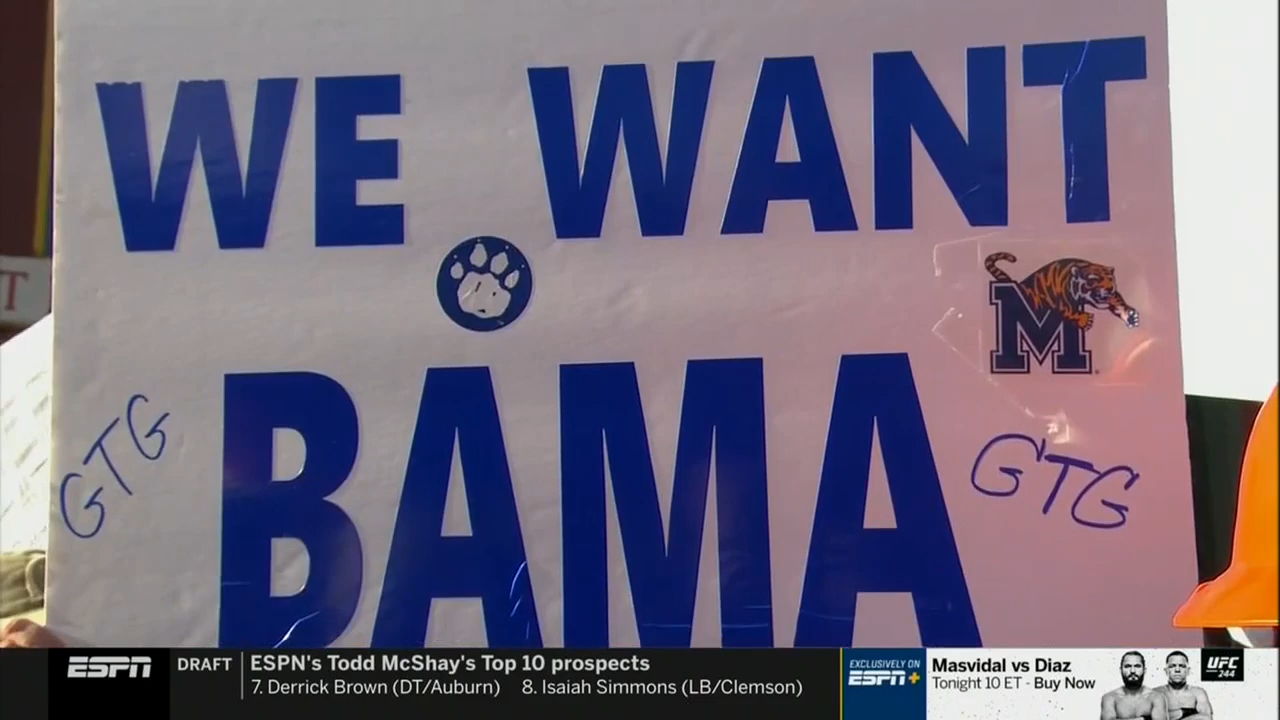 WE WANT
M
BAMA
GTG
GTG
T
ESPN
DRAFT
ESPN's Todd McShay's Top 10 prospects
7. Derrick Brown (DT/Auburn) 8. Isaiah Simmons (LB/Clemson)
EXCLUSIVELY ON
ESPN+
Masvidal vs Diaz
Tonight 10 ET - Buy Now
UFC
244